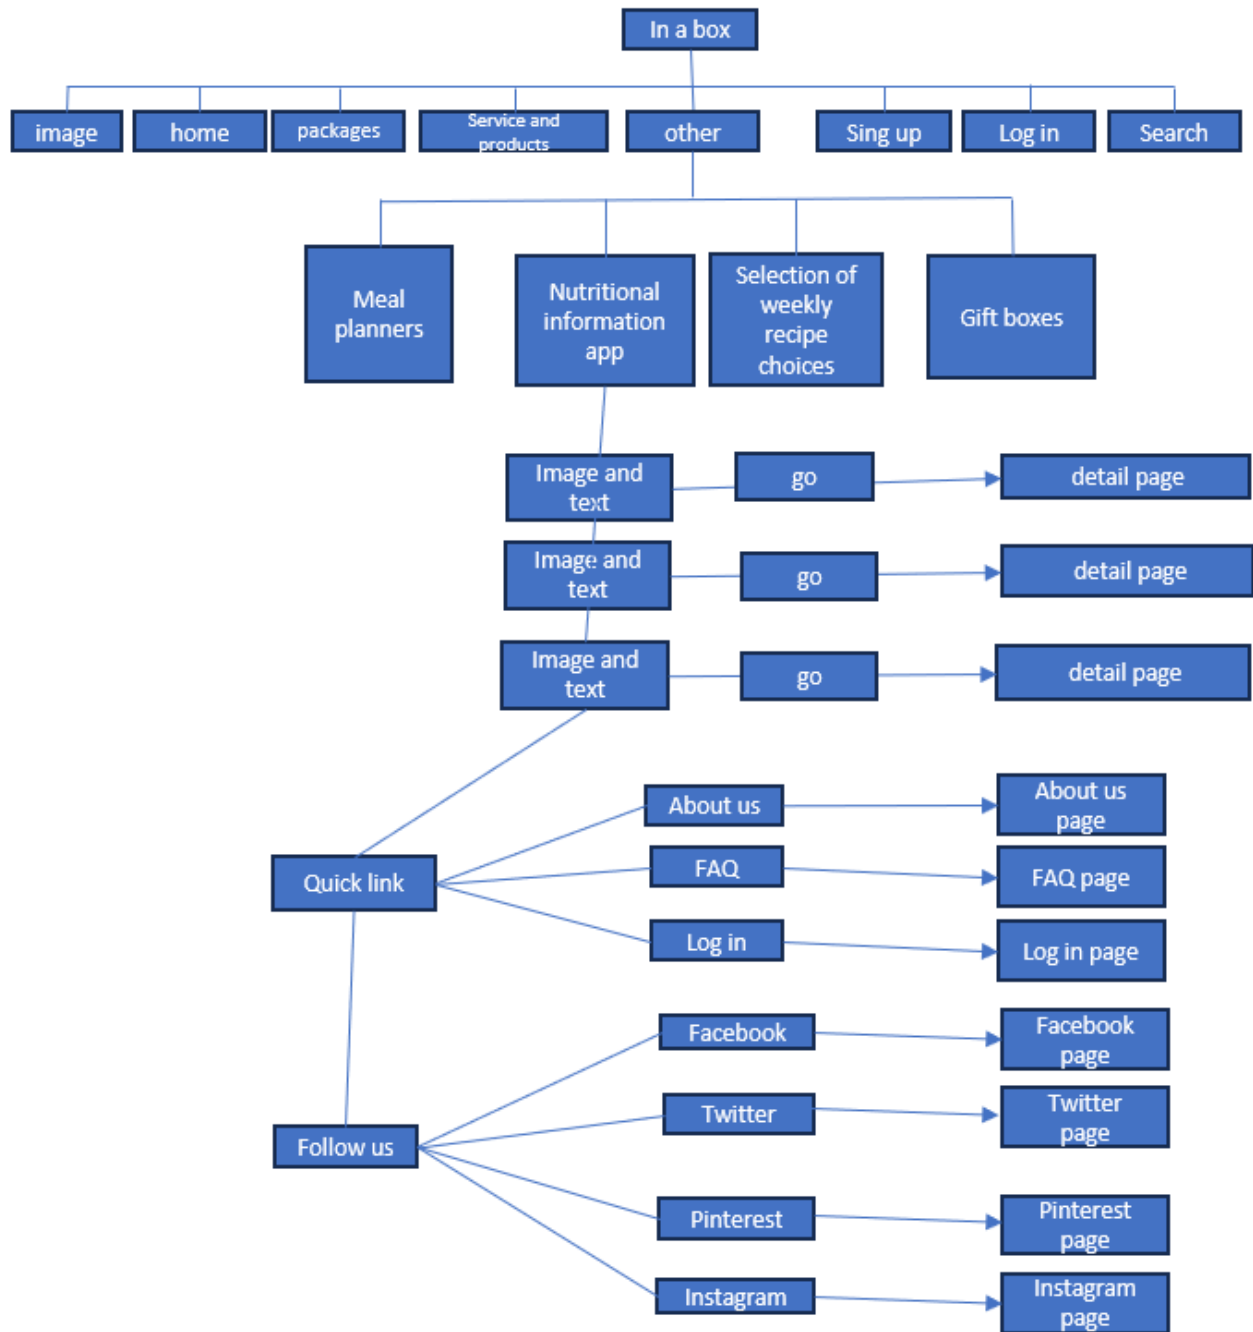 In a box
image
home
packages
Service and
products
other
Sing up
Log in
Search
Meal
planners
Nutritional
information
app
Selection of
weekly
recipe
choices
Gift boxes
Image and
text
go
detail page
Image and
text
go
detail page
Image and
text
go
detail page
Quick link
About us
About us
page
FAQ
FAQ page
Log in
Log in page
Follow us
Facebook
Facebook
page
Twitter
Twitter
page
Pinterest
Pinterest
page
Instagram
Instagram
page